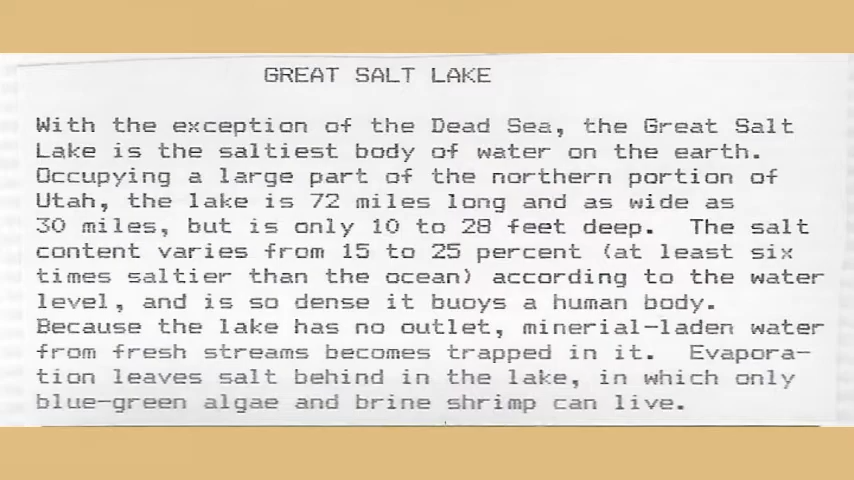 GREAT SALT LAKE
With the exception of the Dead Sea, the Great Salt
Lake is the saltiest body of water on the earth.
Occupying a large part of the northern portion of
Utah, the lake is 72 miles long and as wide as
30 miles, but is only 10 to 28 feet deep.  The salt
content varies from 15 to 25 percent (at least six
times saltier than the ocean) according to the water
level, and is so dense it buoys a human body.
Because the lake has no outlet, minerial-laden water
from fresh streams becomes trapped in it.  Evapora-
tion leaves salt behind in the lake, in which only
blue-green algae and brine shrimp can live.